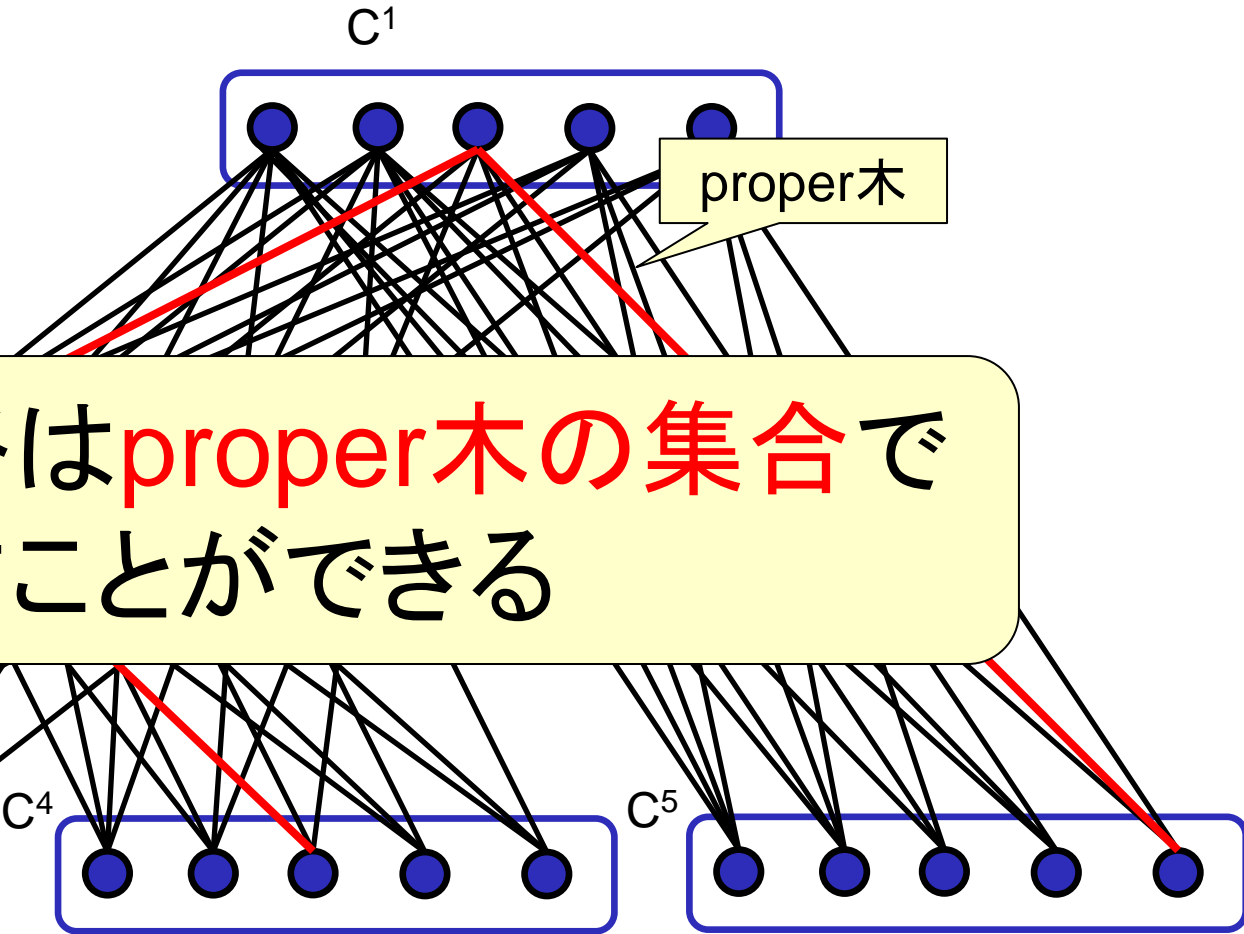 C¹
proper木
はproper木の集合で
ことができる
C⁴
C⁵